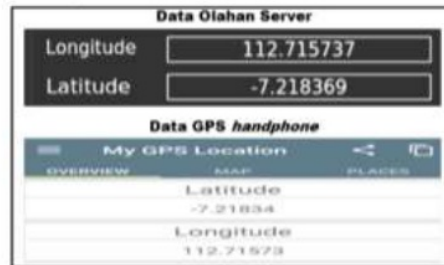 Data Olahan Server
Longitude 112.715737
Latitude -7.218369
Data GPS handphone
My GPS Location
OVERVIEW MAP PLACES
Latitude
-7.21834
Longitude
112.71573